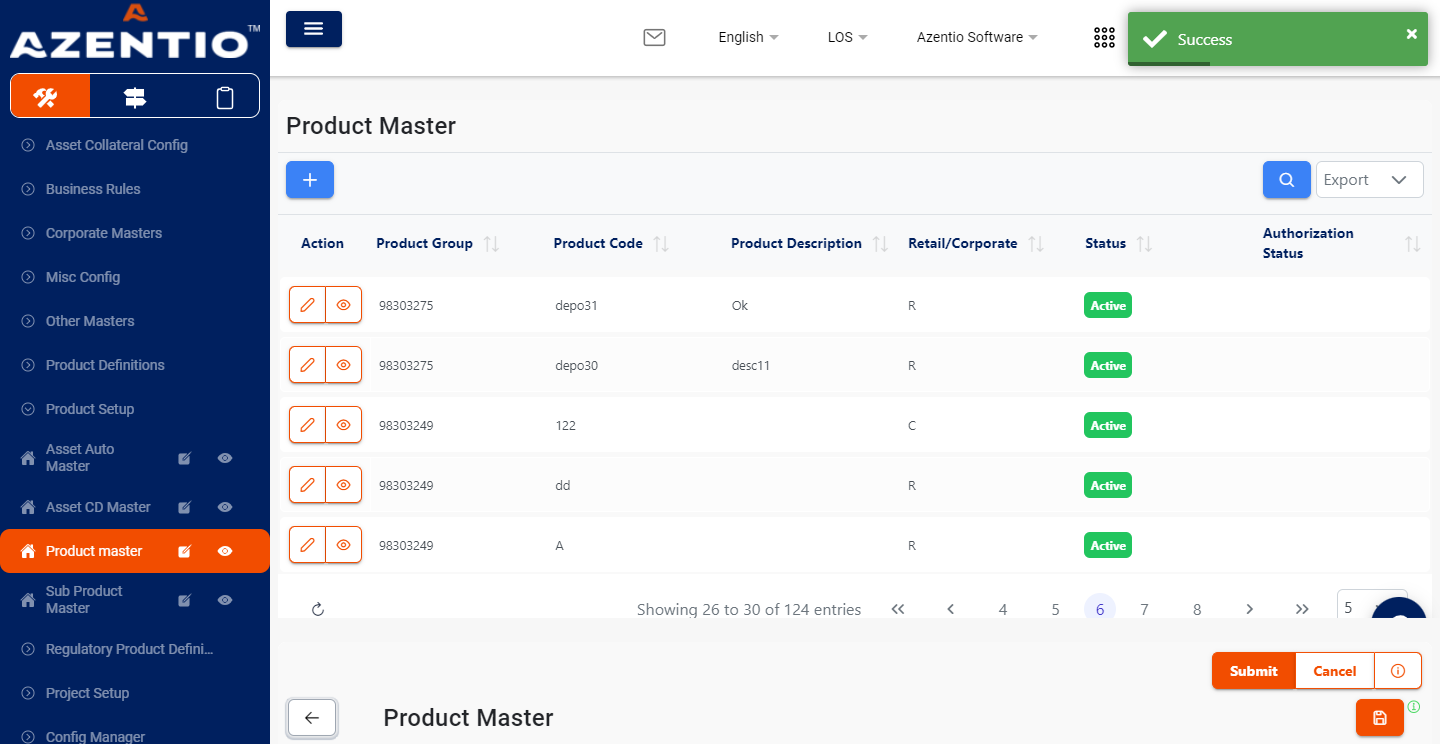 AZENTIO™
English
LOS
Azentio Software
Success
Asset Collateral Config
Business Rules
Corporate Masters
Misc Config
Other Masters
Product Definitions
Product Setup
Asset Auto
Master
Asset CD Master
Product master
Sub Product
Master
Regulatory Product Defini...
Project Setup
Config Manager
Product Master
Export
Action Product Group Product Code Product Description Retail/Corporate Status Authorization
Status
98303275 depo31 Ok R Active
98303275 depo30 desc11 R Active
98303249 122 C Active
98303249 dd R Active
98303249 A R Active
Showing 26 to 30 of 124 entries 4 5 6 7 8 5
Submit Cancel
Product Master